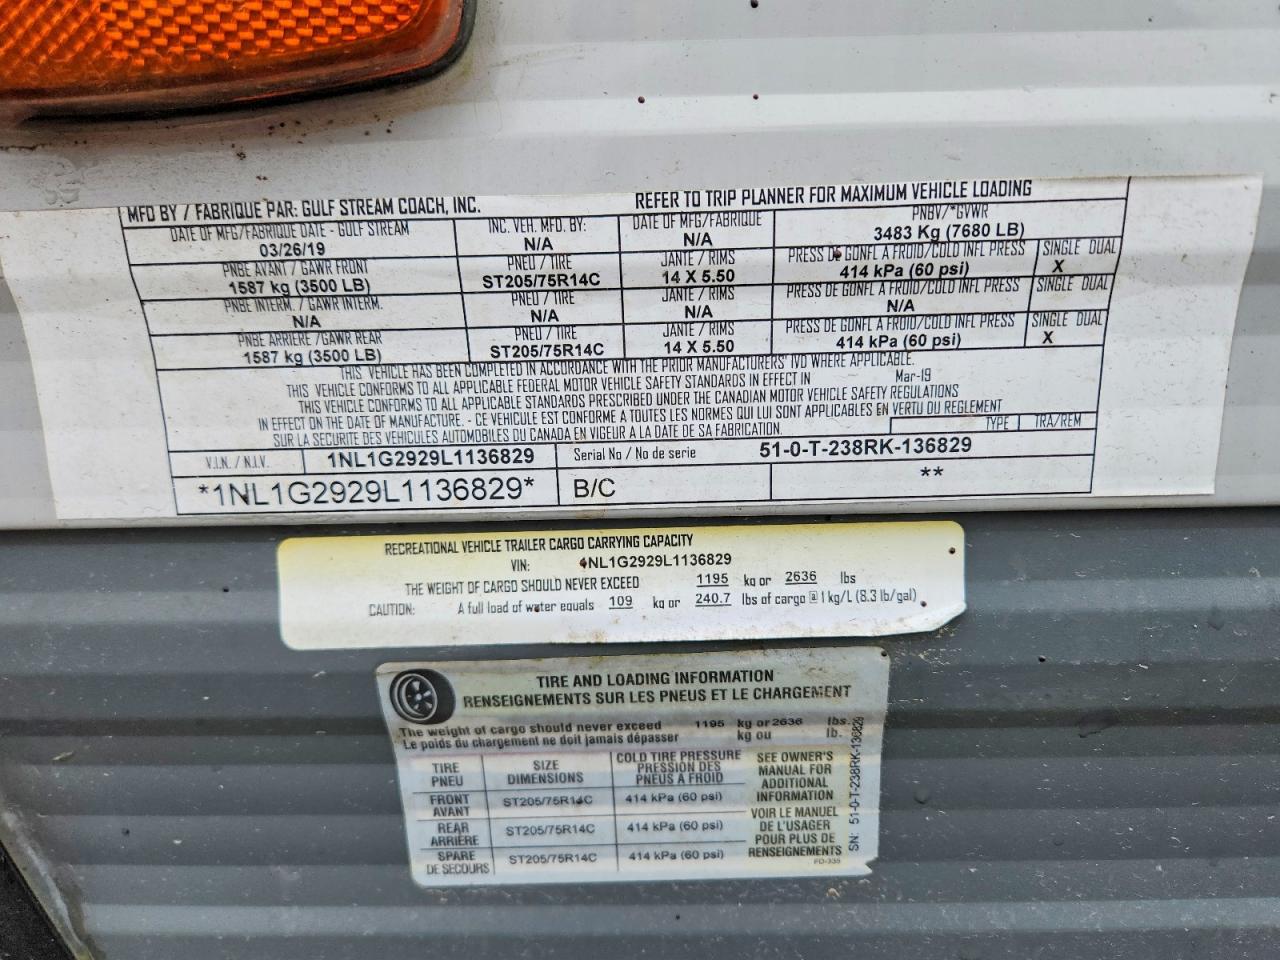 MFD BY / FABRIQUE PAR: GULF STREAM COACH, INC. REFER TO TRIP PLANNER FOR MAXIMUM VEHICLE LOADING
DATE OF MFG/FABRIQUE DATE - GULF STREAM INC. VEH. MFD. BY: DATE OF MFG/FABRIQUE PNBV/*GVWR
03/26/19 N/A N/A 3483 Kg (7680 LB)
PNBE AVANT / GAWR FRONT PNEU / TIRE JANTE / RIMS PRESS DE GONFL A FROID/COLD INFL PRESS SINGLE DUAL
1587 kg (3500 LB) ST205/75R14C 14 X 5.50 414 kPa (60 psi) X
PNBE INTERM. / GAWR INTERM. PNEU / TIRE JANTE / RIMS PRESS DE GONFL A FROID/COLD INFL PRESS SINGLE DUAL
N/A N/A N/A N/A
PNBE ARRIERE /GAWR REAR PNEU / TIRE JANTE / RIMS PRESS DE GONFL A FROID/COLD INFL PRESS SINGLE DUAL
1587 kg (3500 LB) ST205/75R14C 14 X 5.50 414 kPa (60 psi) X
THIS VEHICLE HAS BEEN COMPLETED IN ACCORDANCE WITH THE PRIOR MANUFACTURERS' IVD WHERE APPLICABLE.
THIS VEHICLE CONFORMS TO ALL APPLICABLE FEDERAL MOTOR VEHICLE SAFETY STANDARDS IN EFFECT IN Mar-19
THIS VEHICLE CONFORMS TO ALL APPLICABLE STANDARDS PRESCRIBED UNDER THE CANADIAN MOTOR VEHICLE SAFETY REGULATIONS
IN EFFECT ON THE DATE OF MANUFACTURE. - CE VEHICULE EST CONFORME A TOUTES LES NORMES QUI LUI SONT APPLICABLES EN VERTU DU REGLEMENT
SUR LA SECURITE DES VEHICULES AUTOMOBILES DU CANADA EN VIGEUR A LA DATE DE SA FABRICATION. TYPE TRA/REM
V.I.N. / N.I.V. 1NL1G2929L1136829 Serial No / No de serie 51-0-T-238RK-136829
*1NL1G2929L1136829* B/C **
RECREATIONAL VEHICLE TRAILER CARGO CARRYING CAPACITY
VIN: 1NL1G2929L1136829
THE WEIGHT OF CARGO SHOULD NEVER EXCEED 1195 kg or 2636 lbs
CAUTION: A full load of water equals 109 kg or 240.7 lbs of cargo @ 1 kg/L (8.3 lb/gal)
TIRE AND LOADING INFORMATION
RENSEIGNEMENTS SUR LES PNEUS ET LE CHARGEMENT
The weight of cargo should never exceed 1195 kg or 2636 lbs.
Le poids du chargement ne doit jamais dépasser kg ou lb.
TIRE PNEU SIZE DIMENSIONS COLD TIRE PRESSURE PRESSION DES PNEUS A FROID
FRONT AVANT ST205/75R14C 414 kPa (60 psi)
REAR ARRIÈRE ST205/75R14C 414 kPa (60 psi)
SPARE DE SECOURS ST205/75R14C 414 kPa (60 psi)
SEE OWNER'S
MANUAL FOR
ADDITIONAL
INFORMATION
VOIR LE MANUEL
DE L'USAGER
POUR PLUS DE
RENSEIGNEMENTS
FD-335
SN: 51-0-T-238RK-136829